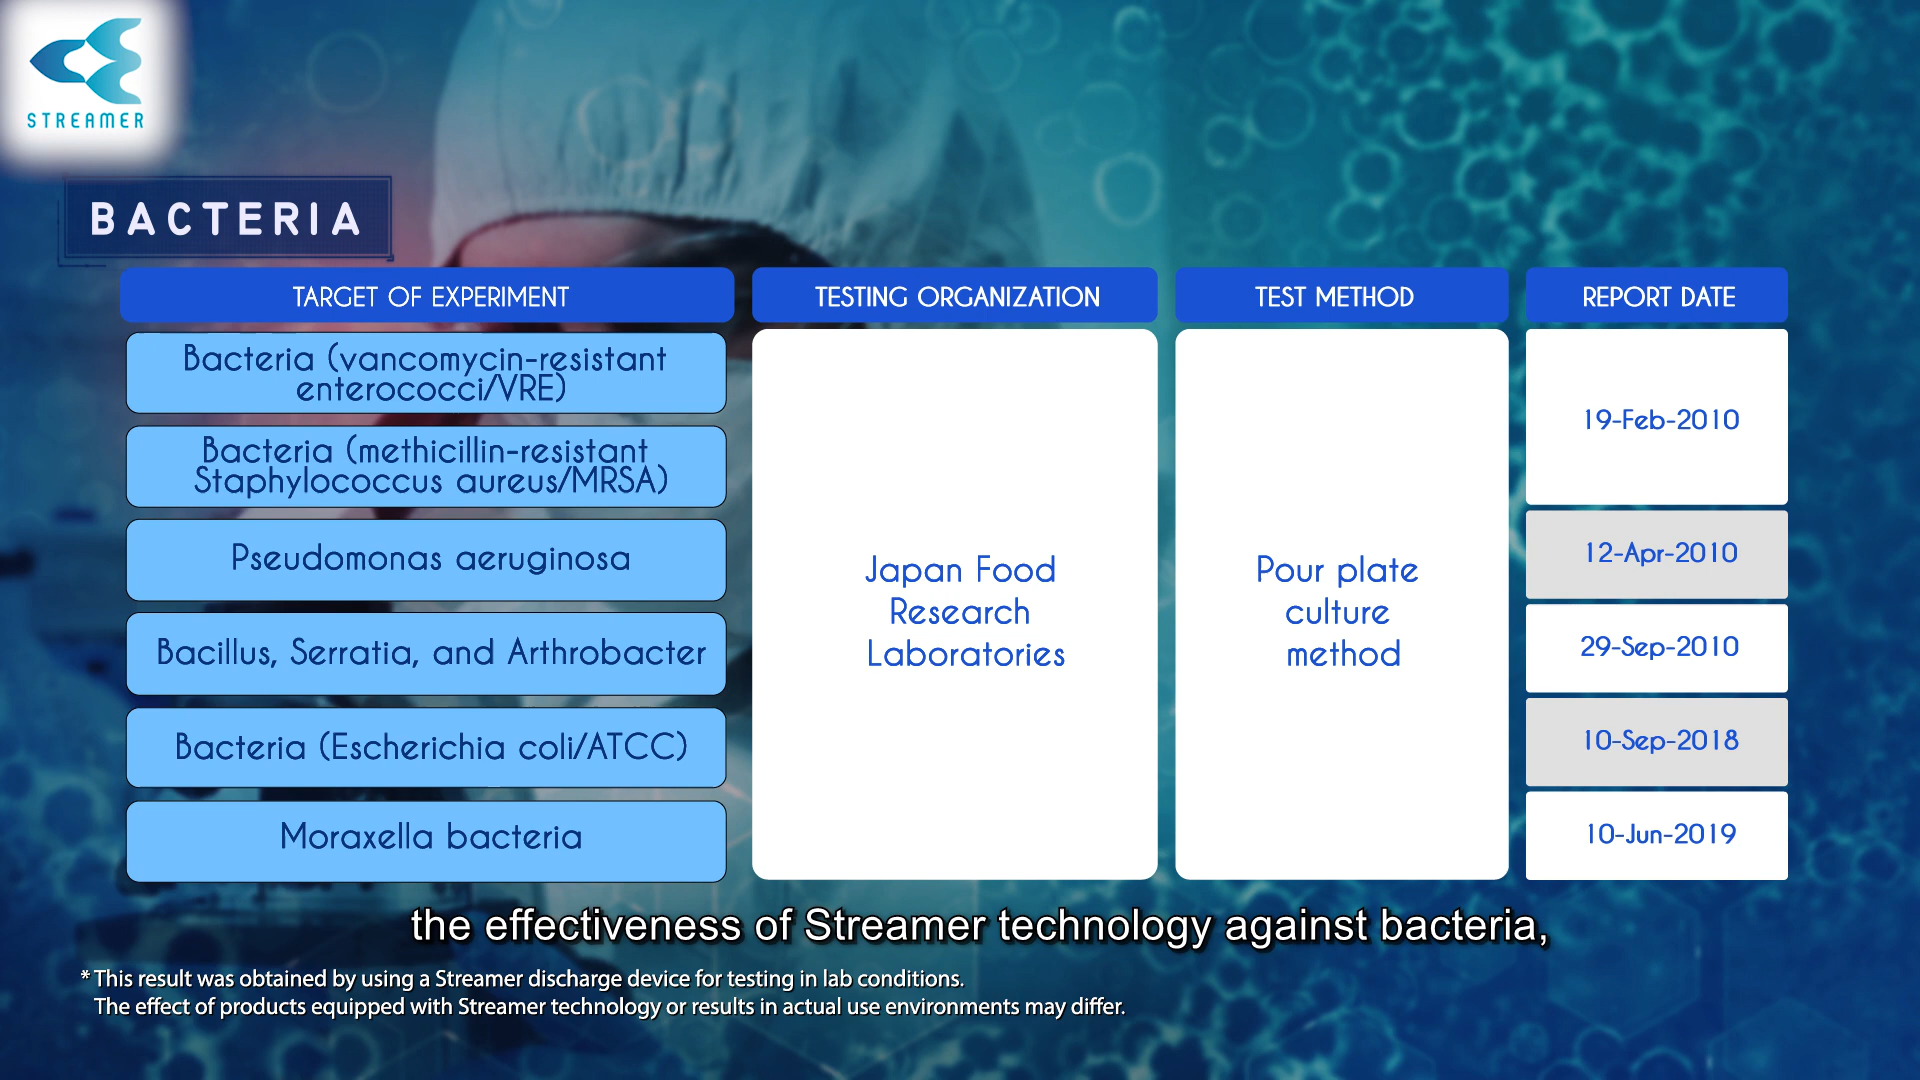 STREAMER
BACTERIA
TARGET OF EXPERIMENT
TESTING ORGANIZATION
TEST METHOD
REPORT DATE
Bacteria (vancomycin-resistant
enterococci/VRE)
Bacteria (methicillin-resistant
Staphylococcus aureus/MRSA)
Pseudomonas aeruginosa
Bacillus, Serratia, and Arthrobacter
Bacteria (Escherichia coli/ATCC)
Moraxella bacteria
Japan Food
Research
Laboratories
Pour plate
culture
method
19-Feb-2010
12-Apr-2010
29-Sep-2010
10-Sep-2018
10-Jun-2019
the effectiveness of Streamer technology against bacteria,
* This result was obtained by using a Streamer discharge device for testing in lab conditions.
The effect of products equipped with Streamer technology or results in actual use environments may differ.